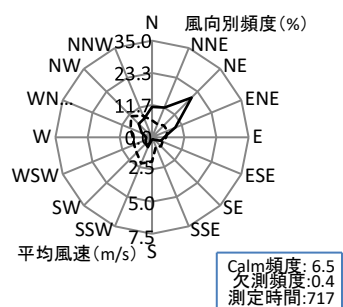 N 風向別頻度(%)
35.0
NNW NNE
NW 23.3 NE
WN... 11.7 ENE
W 0.0 E
WSW 2.5 ESE
SW 5.0 SE
SSW 7.5 SSE
平均風速(m/s) S
Calm頻度: 6.5
欠測頻度:0.4
測定時間:717